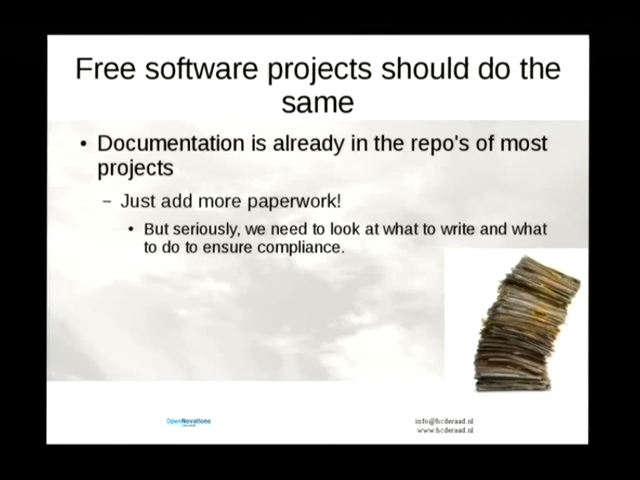 Free software projects should do the
same
• Documentation is already in the repo's of most
projects
– Just add more paperwork!
• But seriously, we need to look at what to write and what
to do to ensure compliance.
OpenNovations
info@hcderaad.nl
www.hcderaad.nl